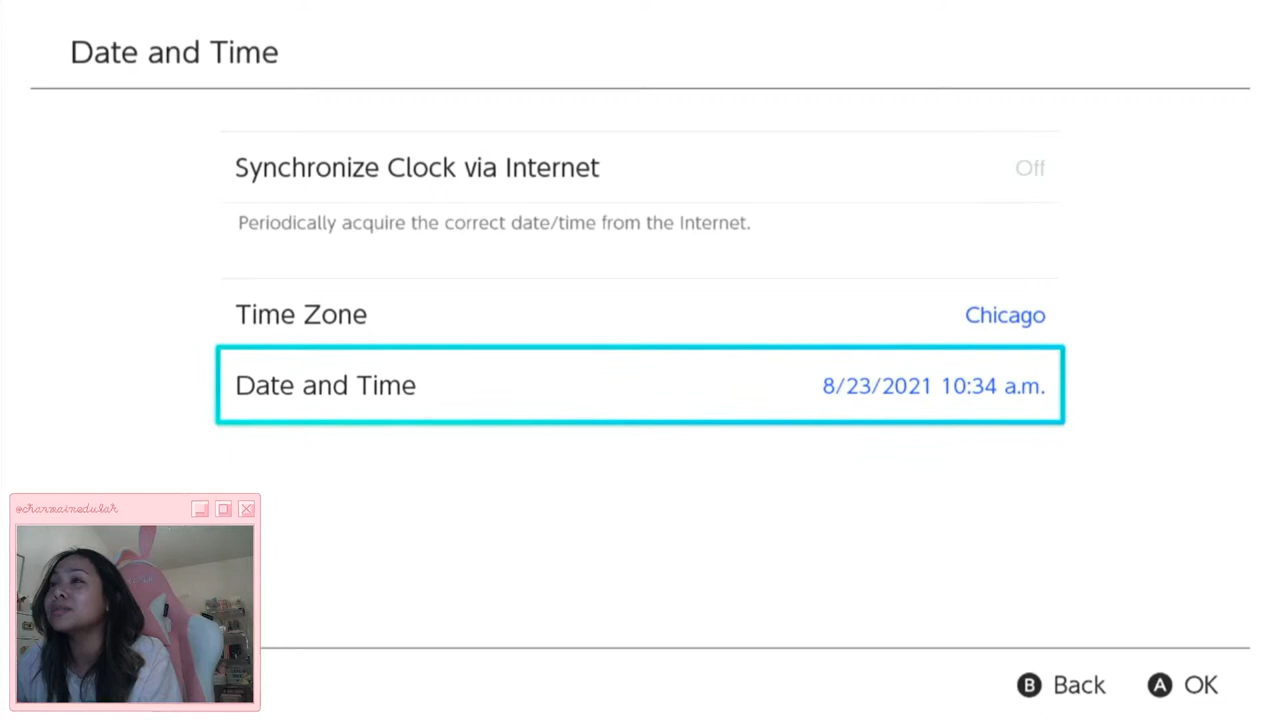 Date and Time
Synchronize Clock via Internet Off
Periodically acquire the correct date/time from the Internet.
Time Zone Chicago
Date and Time 8/23/2021 10:34 a.m.
@charmainedulak
B Back A OK